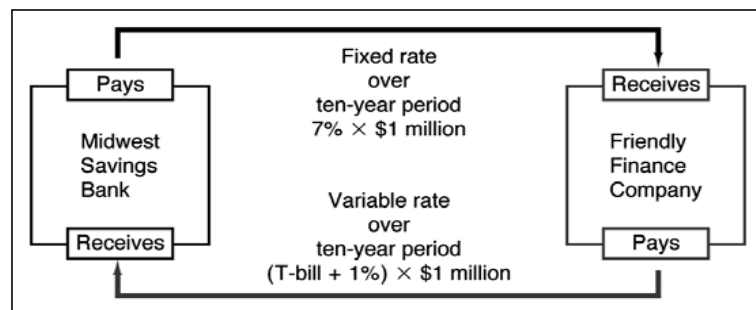 Pays
Fixed rate
over
ten-year period
7% × $1 million
Receives
Midwest
Savings
Bank
Friendly
Finance
Company
Receives
Variable rate
over
ten-year period
(T-bill + 1%) × $1 million
Pays